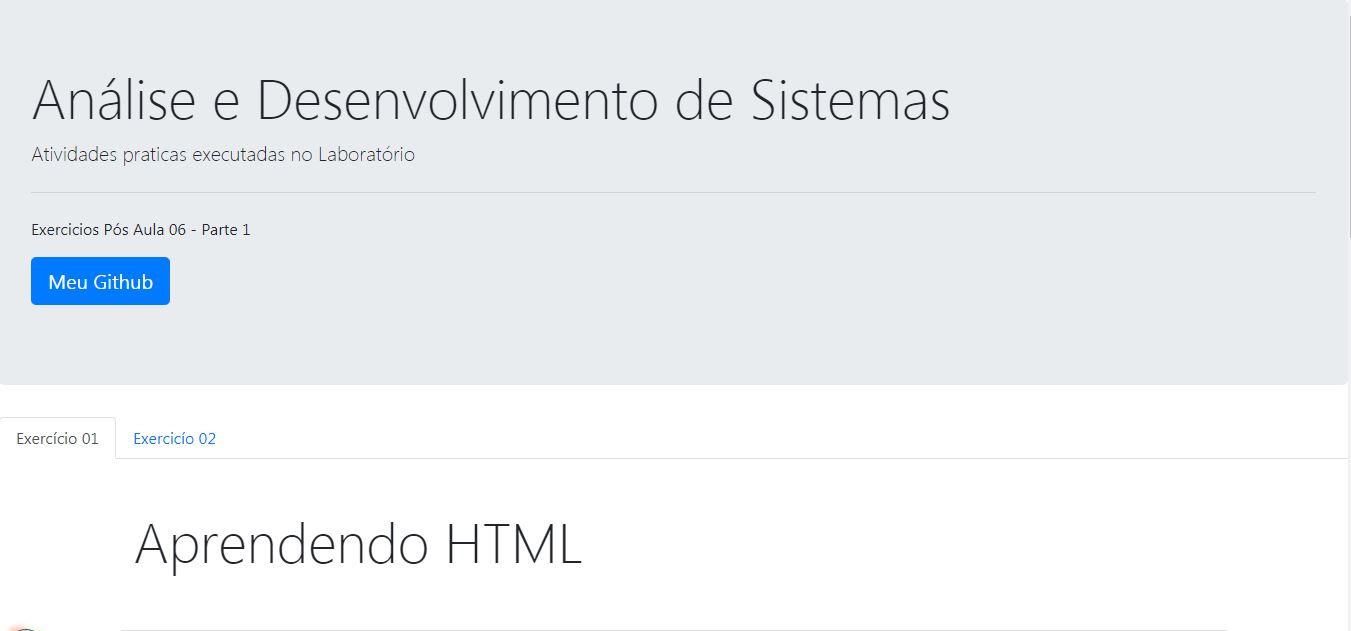 Análise e Desenvolvimento de Sistemas
Atividades praticas executadas no Laboratório
Exercicios Pós Aula 06 - Parte 1
Meu Github
Exercício 01 Exercicío 02
Aprendendo HTML